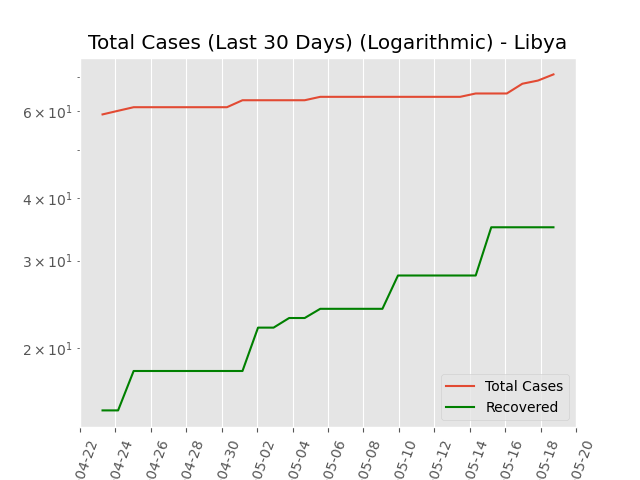 Total Cases (Last 30 Days) (Logarithmic) - Libya
6 × 10¹
4 × 10¹
3 × 10¹
2 × 10¹
Total Cases
Recovered
04-22
04-24
04-26
04-28
04-30
05-02
05-04
05-06
05-08
05-10
05-12
05-14
05-16
05-18
05-20